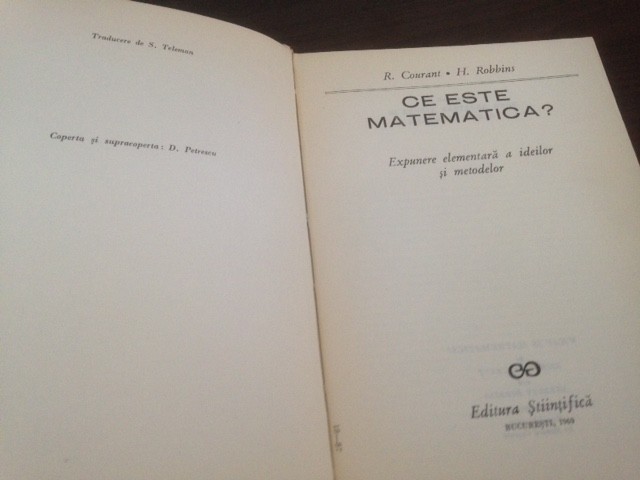 Traducere de S. Teleman
Coperta și supracoperta: D. Petrescu
R. Courant • H. Robbins
CE ESTE
MATEMATICA?
Expunere elementară a ideilor
și metodelor
Editura Științifică
BUCUREȘTI, 1969